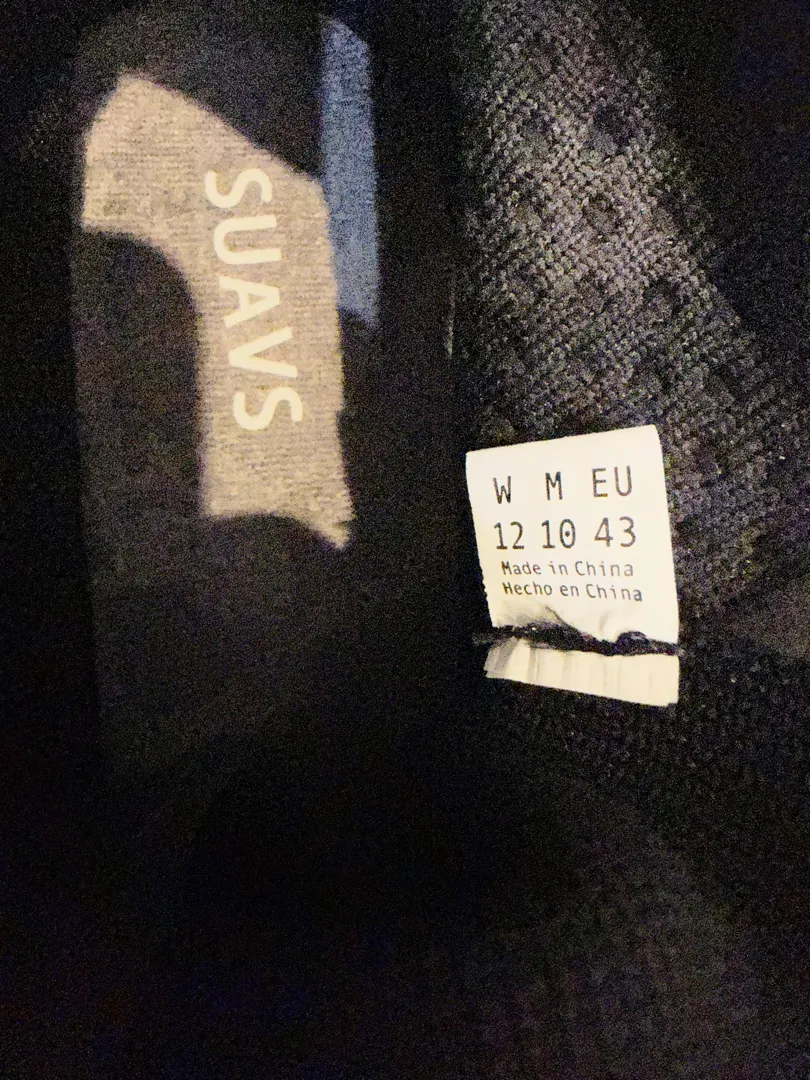 SUAVS
W M EU
12 10 43
Made in China
Hecho en China